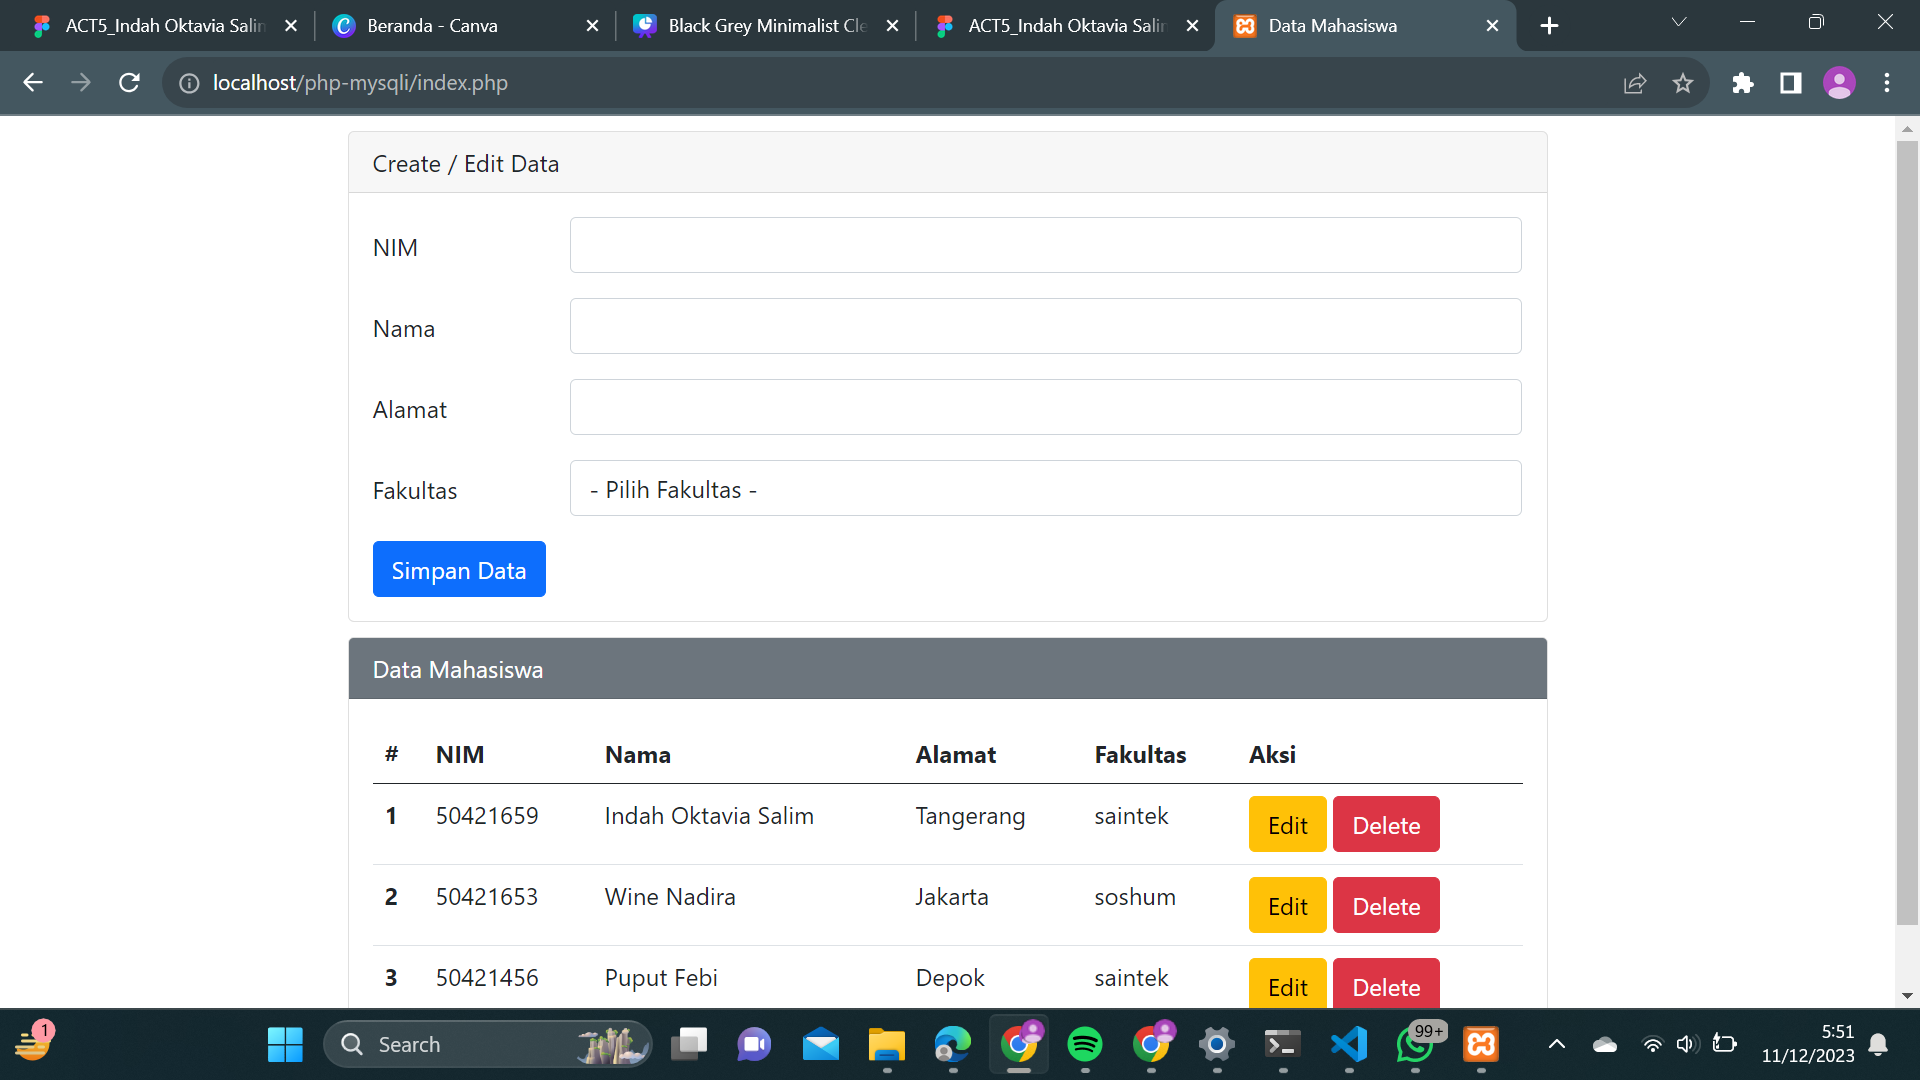 ACT5_Indah Oktavia Salin
Beranda - Canva
Black Grey Minimalist Cle
ACT5_Indah Oktavia Salin
Data Mahasiswa
localhost/php-mysqli/index.php
Create / Edit Data
NIM
Nama
Alamat
Fakultas
- Pilih Fakultas -
Simpan Data
Data Mahasiswa
# NIM Nama Alamat Fakultas Aksi
1 50421659 Indah Oktavia Salim Tangerang saintek Edit Delete
2 50421653 Wine Nadira Jakarta soshum Edit Delete
3 50421456 Puput Febi Depok saintek Edit Delete
1
Search
99+
5:51
11/12/2023